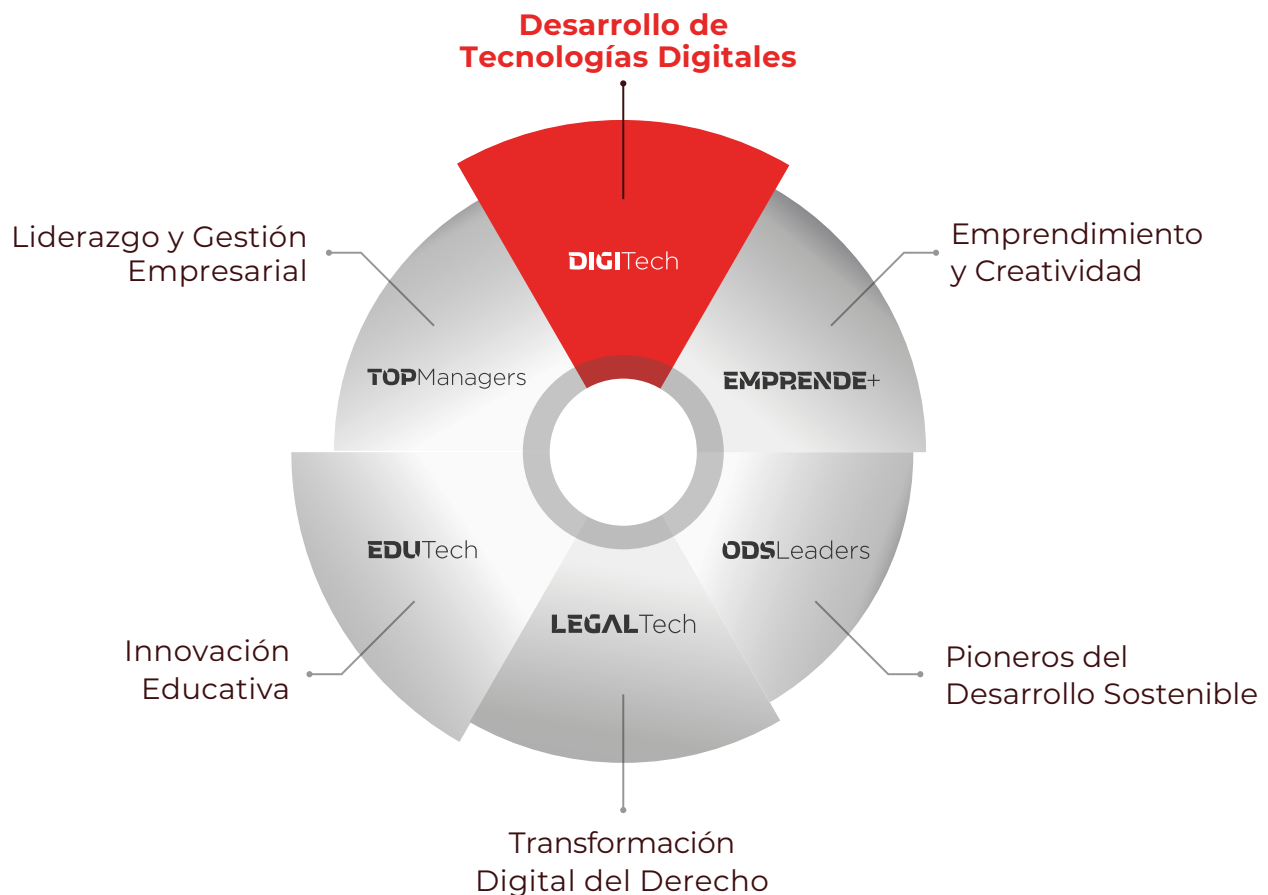 Desarrollo de
Tecnologías Digitales
DIGITech
Liderazgo y Gestión
Empresarial
Emprendimiento
y Creatividad
TOPManagers
EMPRENDE+
EDUTech
ODSLeaders
LEGALTech
Innovación
Educativa
Pioneros del
Desarrollo Sostenible
Transformación
Digital del Derecho